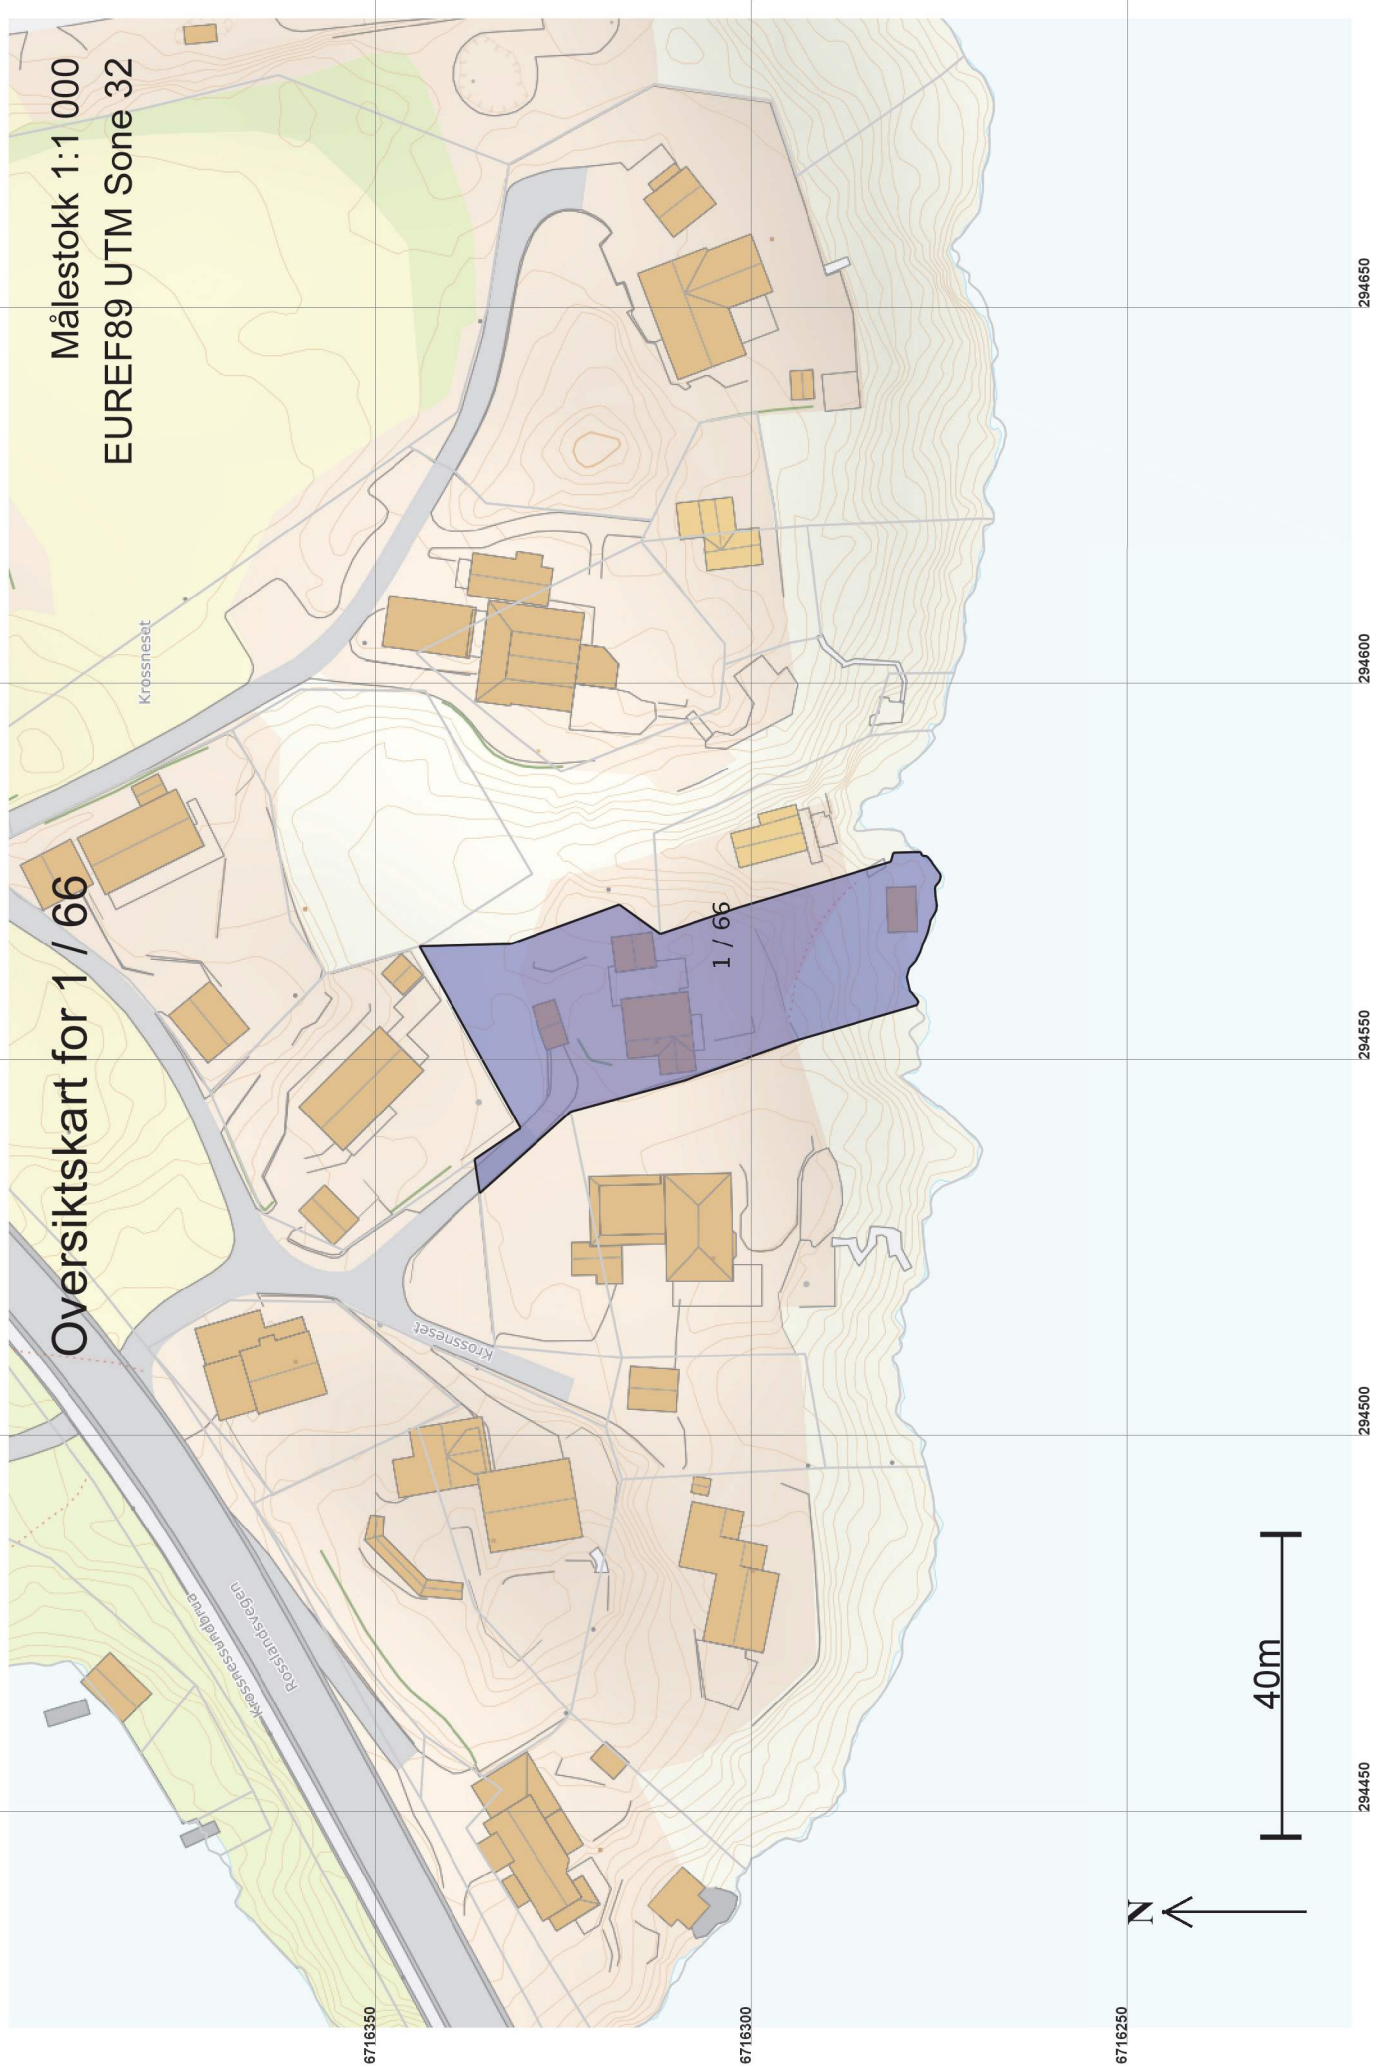 Oversiktskart for 1 / 66
Målestokk 1:1 000
EUREF89 UTM Sone 32
Krossneset
Krossneset
Krossnessundbrua
Rosslandsvegen
1 / 66
6716350
6716300
6716250
294450
294500
294550
294600
294650
N
40m